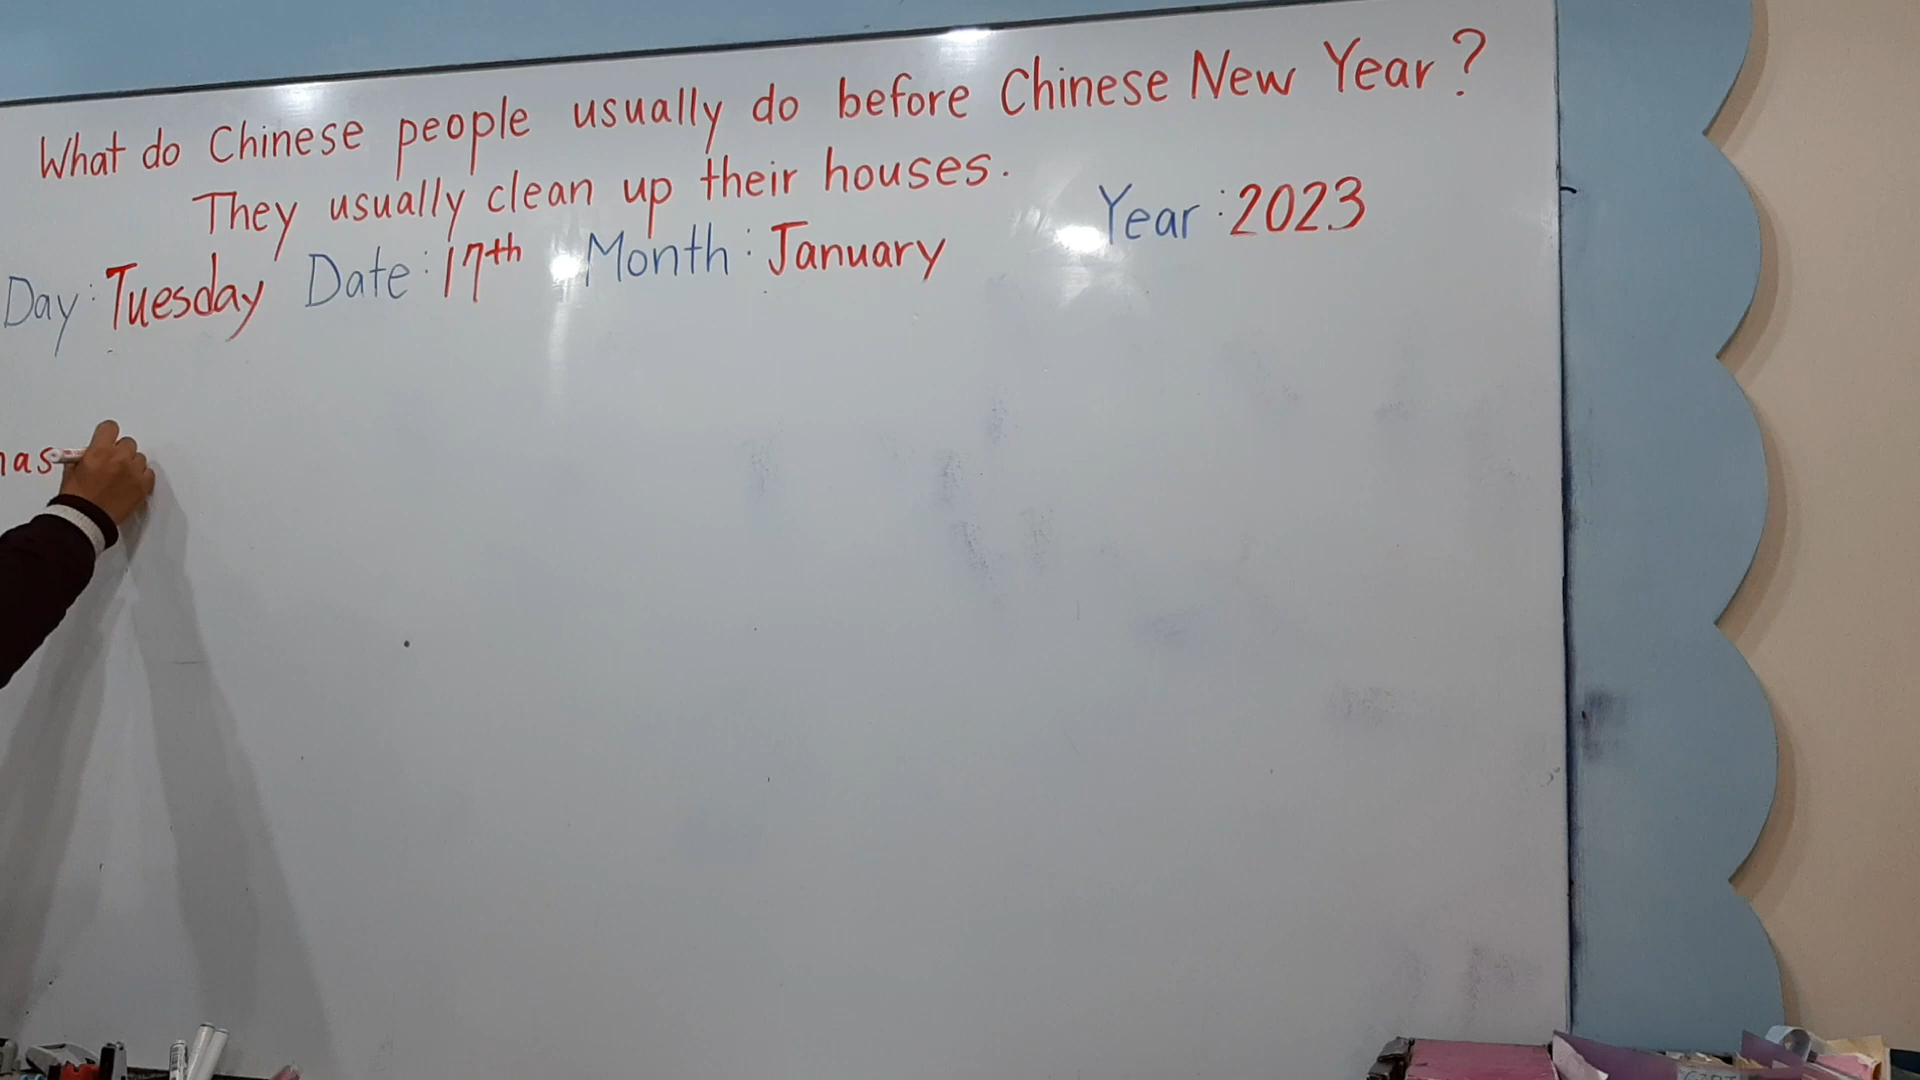 What do Chinese people usually do before Chinese New Year?
They usually clean up their houses.
Day: Tuesday Date: 17th Month: January Year: 2023
as